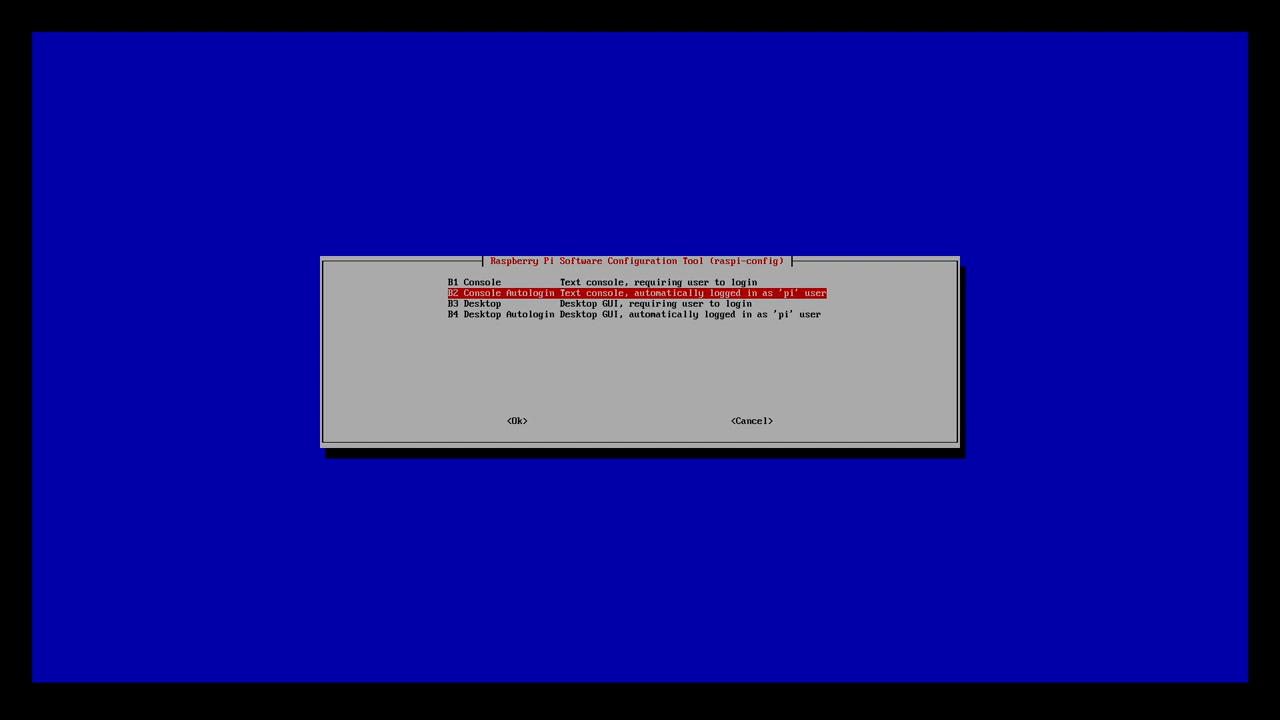 Raspberry Pi Software Configuration Tool (raspi-config)
B1 Console Text console, requiring user to login
B2 Console Autologin Text console, automatically logged in as 'pi' user
B3 Desktop Desktop GUI, requiring user to login
B4 Desktop Autologin Desktop GUI, automatically logged in as 'pi' user
<Ok> <Cancel>